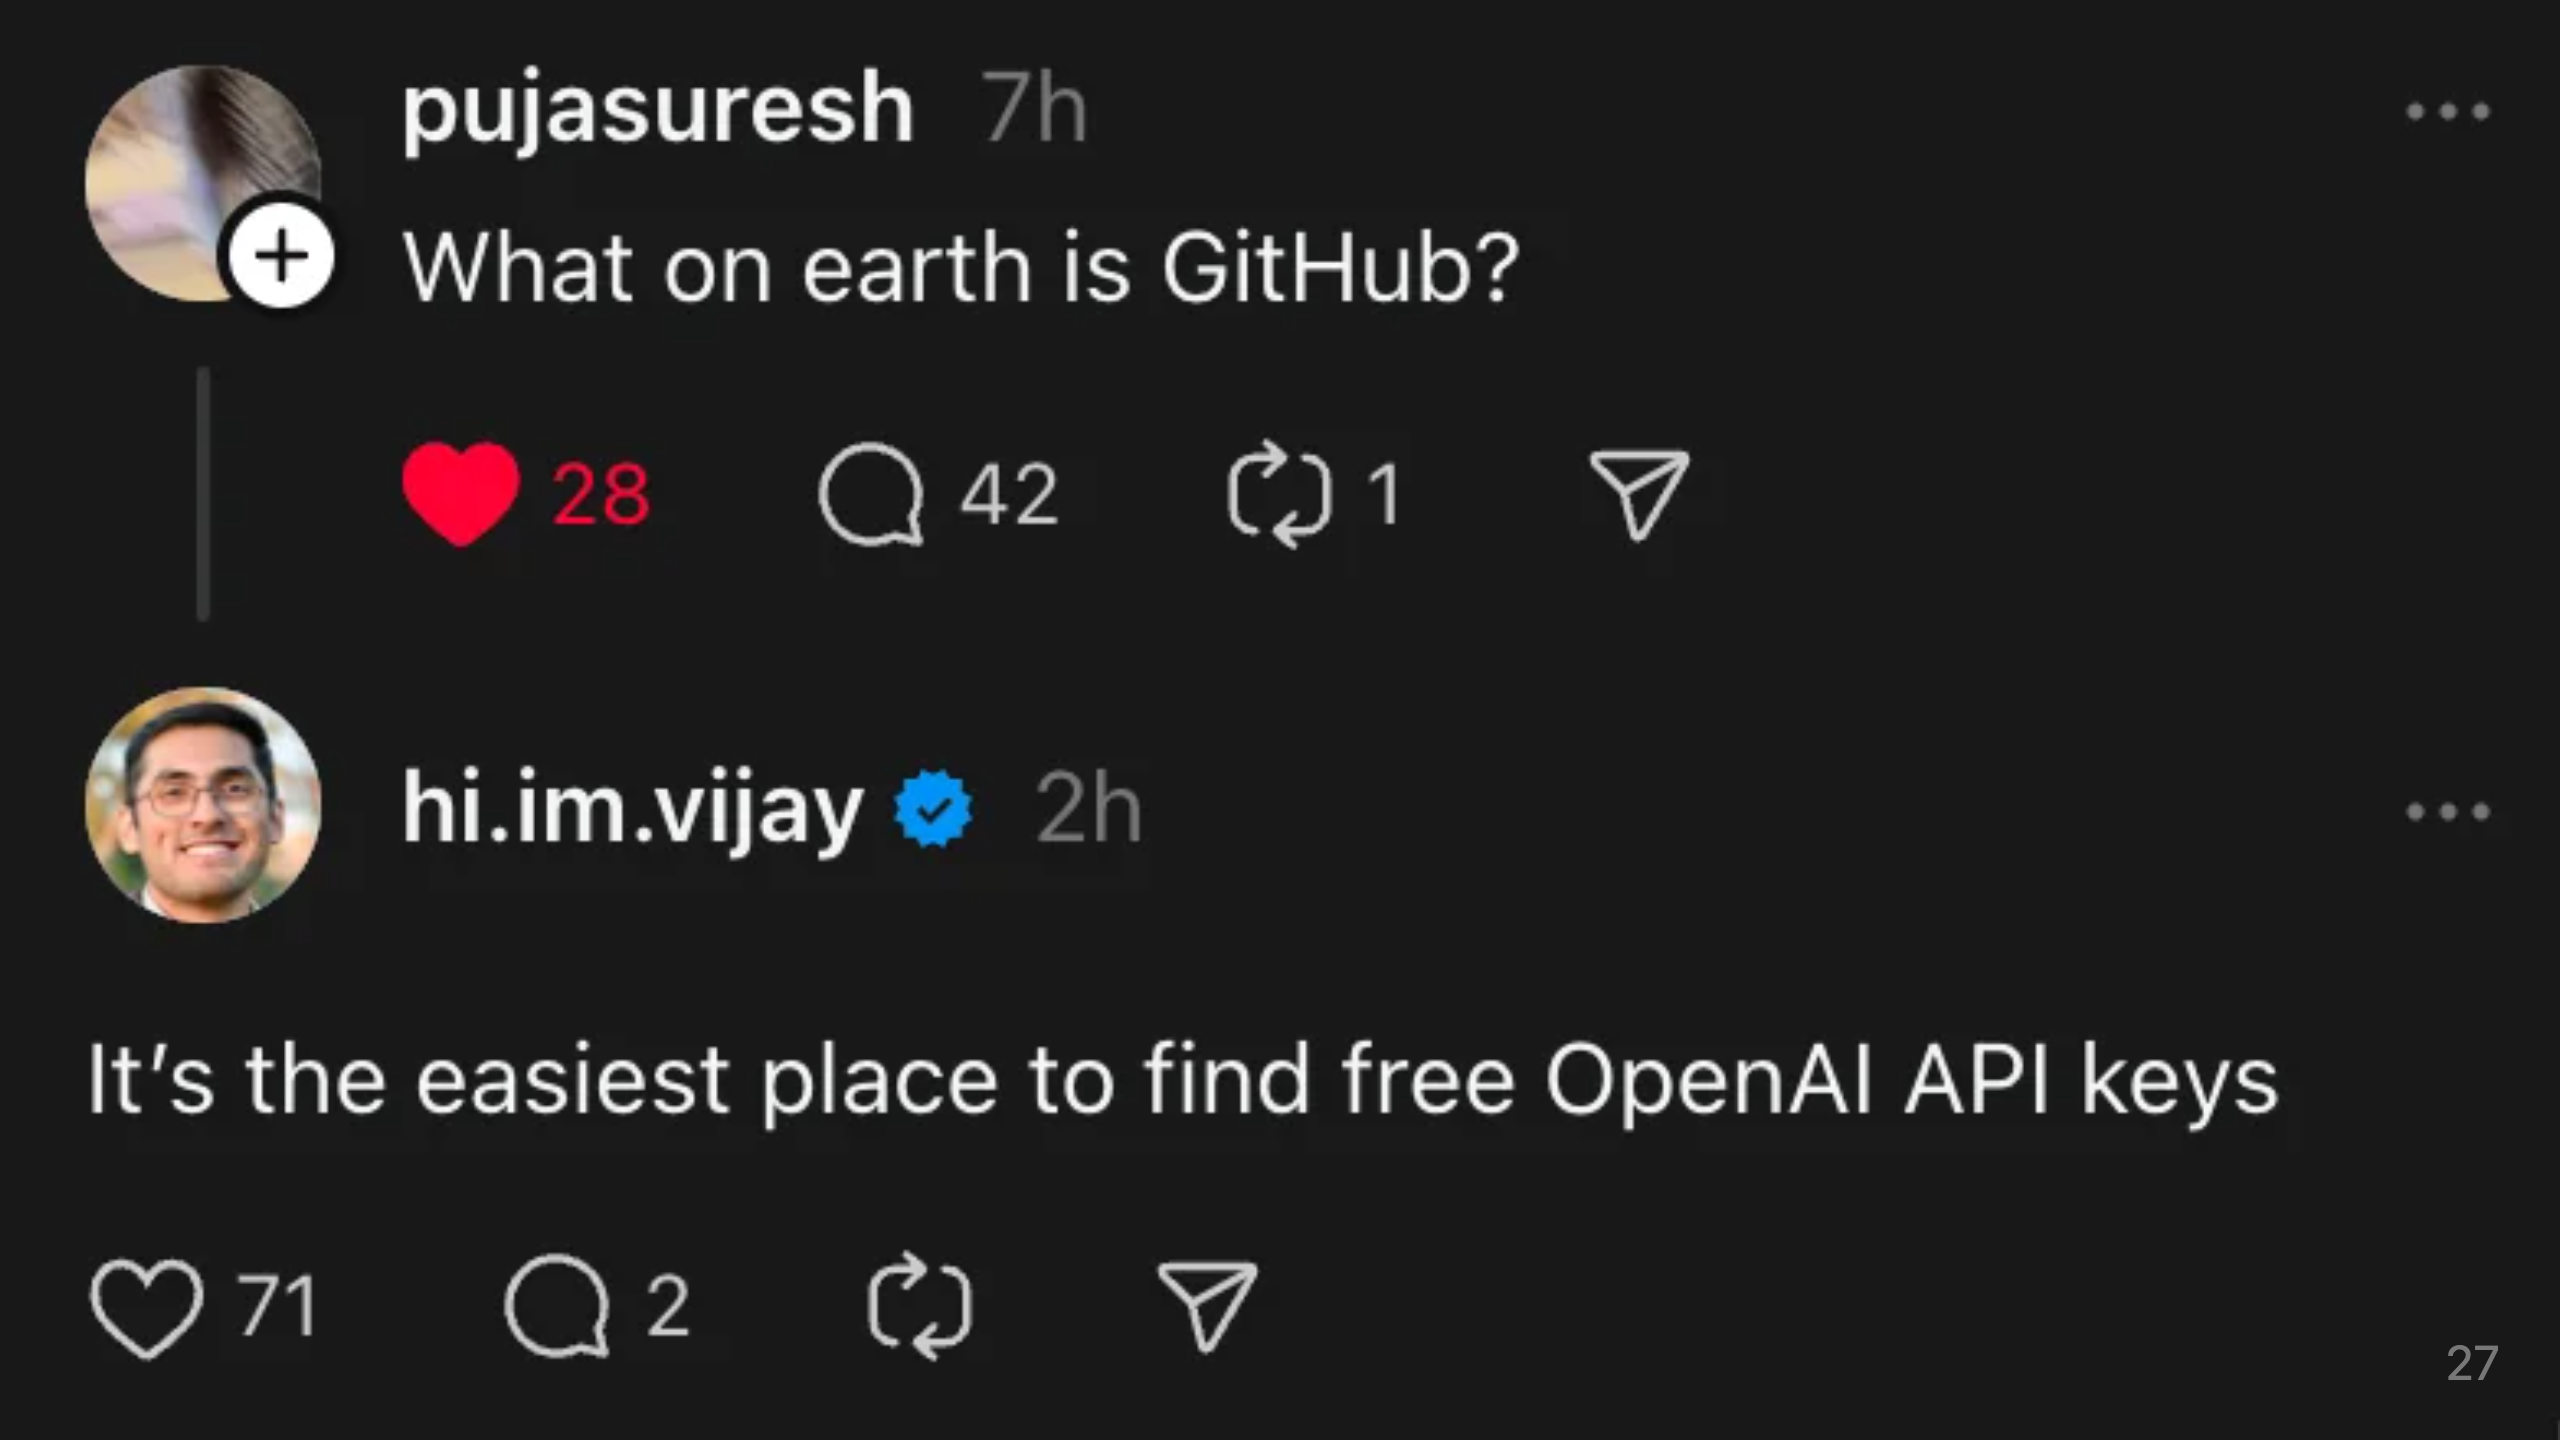 pujasuresh 7h
What on earth is GitHub?
28 42 1
hi.im.vijay 2h
It’s the easiest place to find free OpenAI API keys
71 2
27